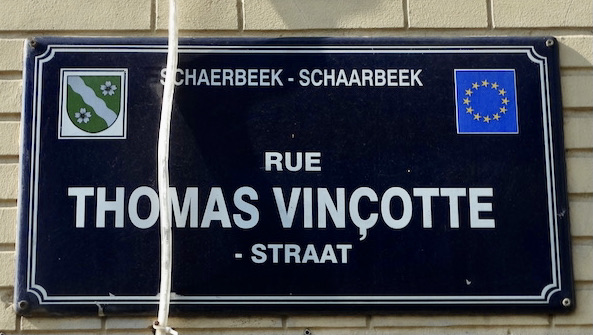 SCHAERBEEK - SCHAARBEEK
RUE
THOMAS VINÇOTTE
- STRAAT